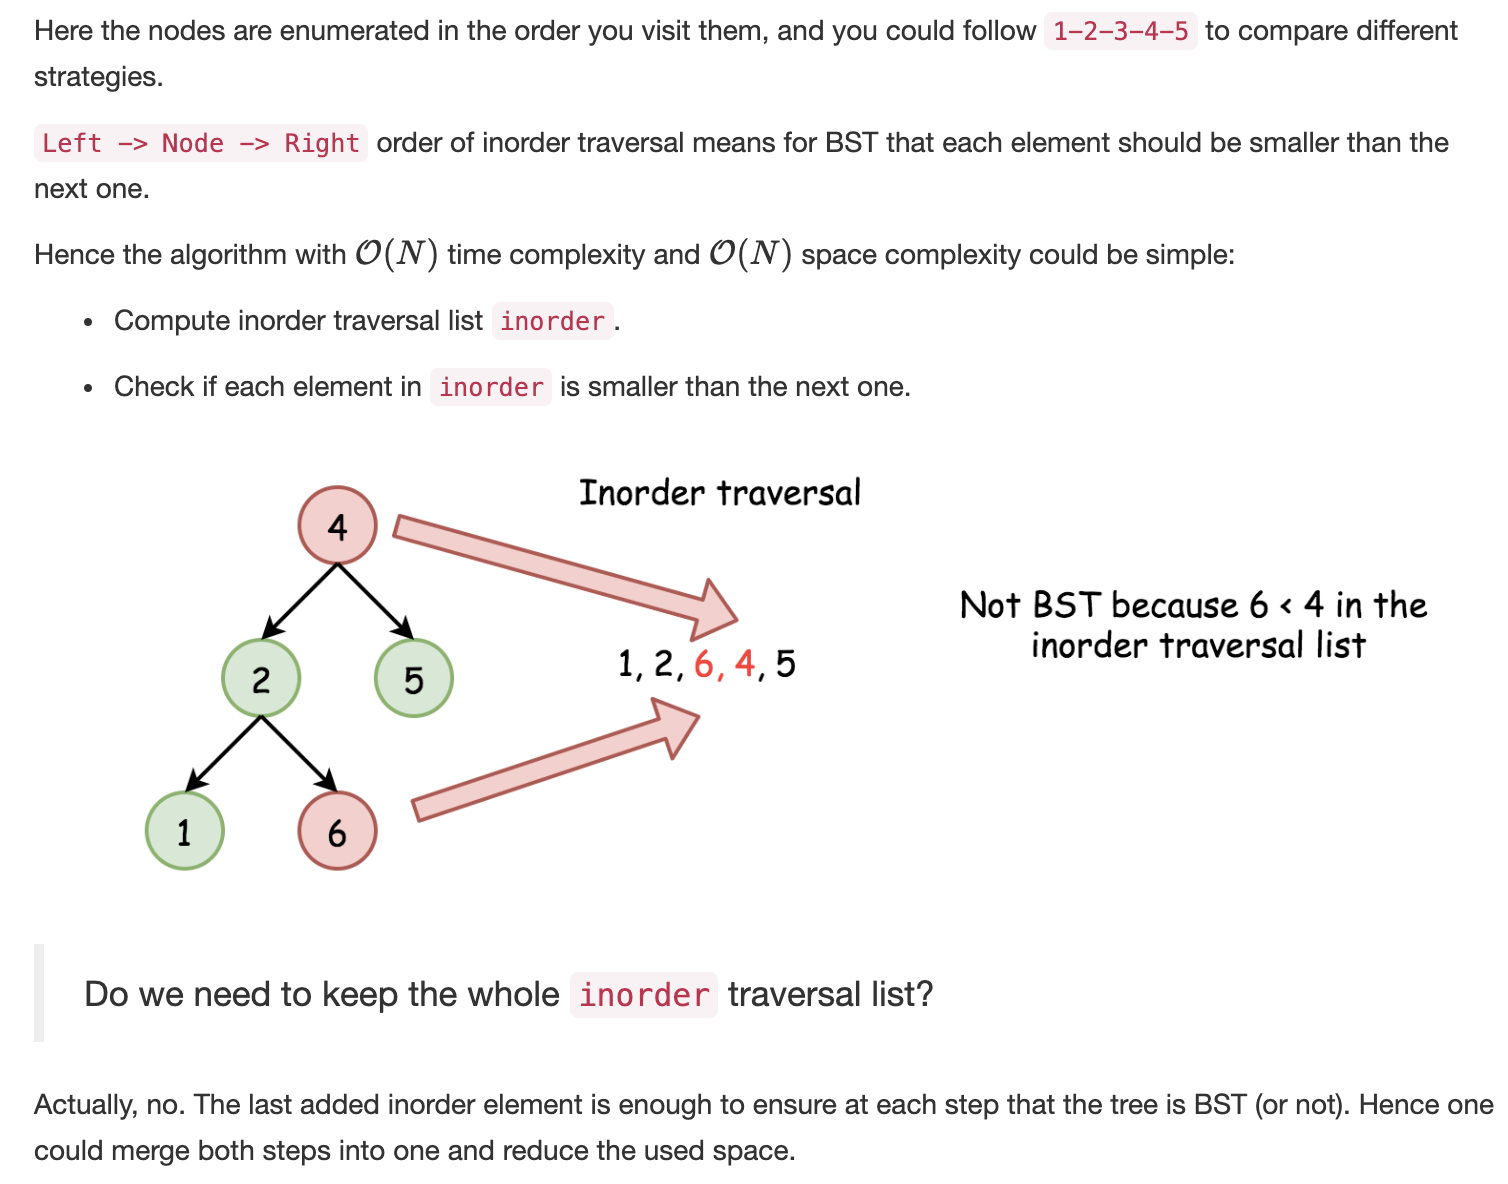 Here the nodes are enumerated in the order you visit them, and you could follow 1-2-3-4-5 to compare different
strategies.
Left -> Node -> Right order of inorder traversal means for BST that each element should be smaller than the
next one.
Hence the algorithm with 𝒪(N) time complexity and 𝒪(N) space complexity could be simple:
• Compute inorder traversal list inorder.
• Check if each element in inorder is smaller than the next one.
Inorder traversal
4
Not BST because 6 < 4 in the
inorder traversal list
1, 2, 6, 4, 5
2 5
1 6
Do we need to keep the whole inorder traversal list?
Actually, no. The last added inorder element is enough to ensure at each step that the tree is BST (or not). Hence one
could merge both steps into one and reduce the used space.